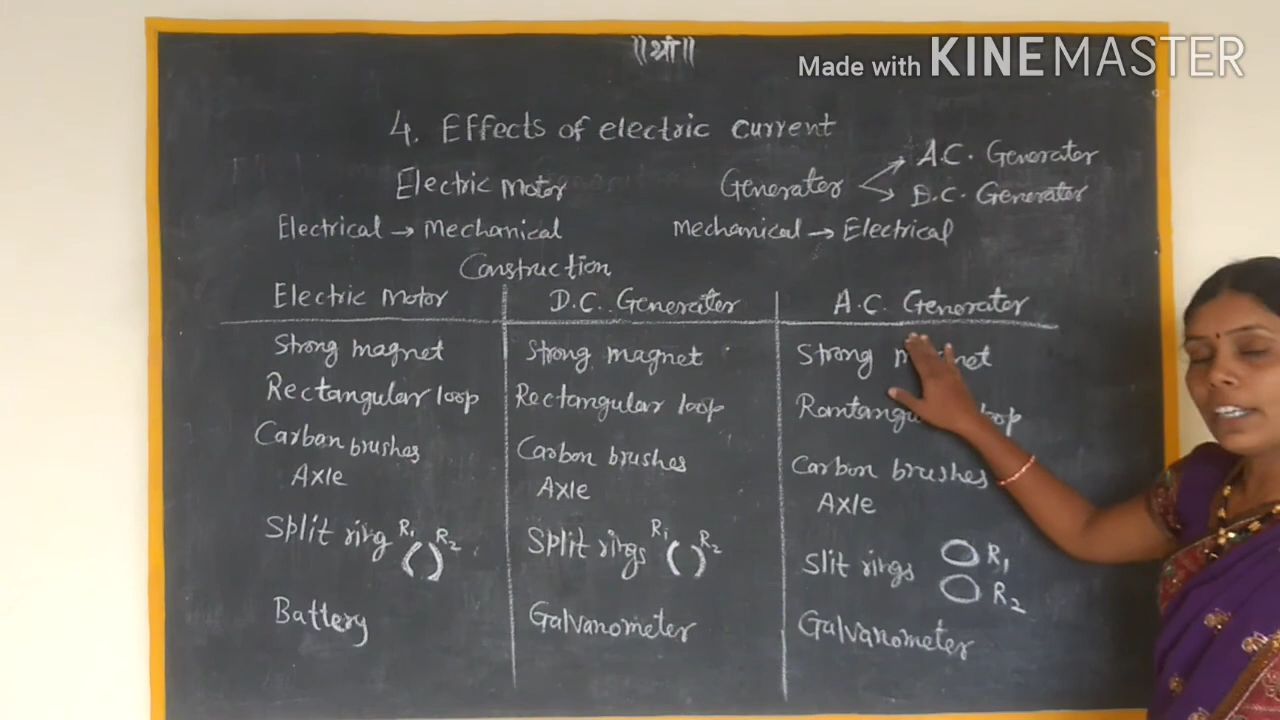 ॥ श्री ॥
Made with KINEMASTER
4. Effects of electric current
Electric Motor
Generator
A.C. Generator
D.C. Generator
Electrical → Mechanical
Mechanical → Electrical
Construction
Electric Motor
D.C. Generater
A.C. Generator
Strong magnet
Strong magnet
Strong magnet
Rectangular loop
Rectangular loop
loop
Carbon brushes
Carbon brushes
Carbon brushes
Axle
Axle
Axle
Split ring R1 ( ) R2
Split rings R1 ( ) R2
Slit rings R1
R2
Battery
Galvanometer
Galvanometer